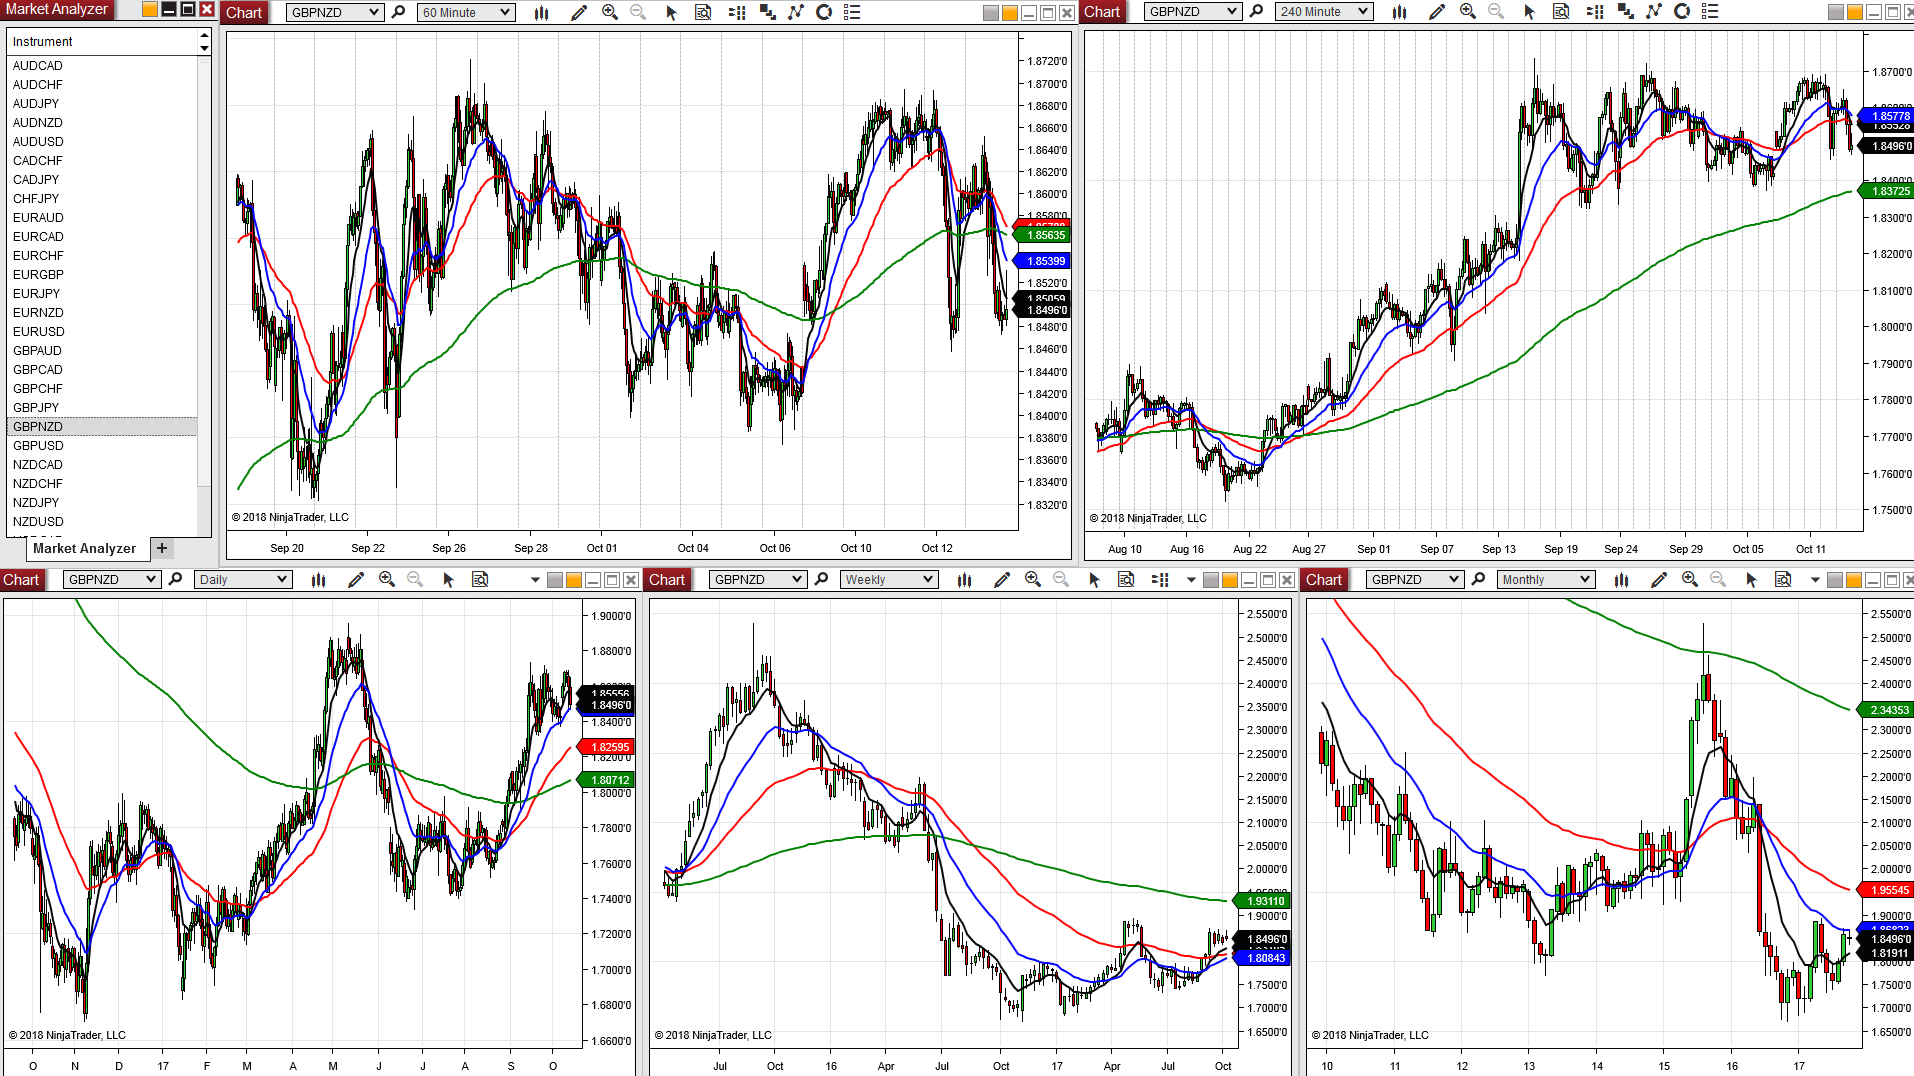 Market Analyzer
Instrument
AUDCAD
AUDCHF
AUDJPY
AUDNZD
AUDUSD
CADCHF
CADJPY
CHFJPY
EURAUD
EURCAD
EURCHF
EURGBP
EURJPY
EURNZD
EURUSD
GBPAUD
GBPCAD
GBPCHF
GBPJPY
GBPNZD
GBPUSD
NZDCAD
NZDCHF
NZDJPY
NZDUSD
Market Analyzer +
Chart GBPNZD 60 Minute
1.8720'0
1.8700'0
1.8680'0
1.8660'0
1.8640'0
1.8620'0
1.8600'0
1.8580'0
1.85635
1.85399
1.8520'0
1.85059
1.8496'0
1.8480'0
1.8460'0
1.8440'0
1.8420'0
1.8400'0
1.8380'0
1.8360'0
1.8340'0
1.8320'0
© 2018 NinjaTrader, LLC
Sep 20 Sep 22 Sep 26 Sep 28 Oct 01 Oct 04 Oct 06 Oct 10 Oct 12
Chart GBPNZD 240 Minute
1.8700'0
1.85778
1.8496'0
1.83725
1.8300'0
1.8200'0
1.8100'0
1.8000'0
1.7900'0
1.7800'0
1.7700'0
1.7600'0
1.7500'0
© 2018 NinjaTrader, LLC
Aug 10 Aug 16 Aug 22 Aug 27 Sep 01 Sep 07 Sep 13 Sep 19 Sep 24 Sep 29 Oct 05 Oct 11
Chart GBPNZD Daily
1.9000'0
1.8800'0
1.85556
1.8496'0
1.8400'0
1.82595
1.8200'0
1.80712
1.8000'0
1.7800'0
1.7600'0
1.7400'0
1.7200'0
1.7000'0
1.6800'0
1.6600'0
© 2018 NinjaTrader, LLC
O N D 17 F M A M J J A S O
Chart GBPNZD Weekly
2.5500'0
2.5000'0
2.4500'0
2.4000'0
2.3500'0
2.3000'0
2.2500'0
2.2000'0
2.1500'0
2.1000'0
2.0500'0
2.0000'0
1.93110
1.9000'0
1.8496'0
1.80843
1.7500'0
1.7000'0
1.6500'0
© 2018 NinjaTrader, LLC
Jul Oct 16 Apr Jul Oct 17 Apr Jul Oct
Chart GBPNZD Monthly
2.5500'0
2.5000'0
2.4500'0
2.4000'0
2.34353
2.3000'0
2.2500'0
2.2000'0
2.1500'0
2.1000'0
2.0500'0
2.0000'0
1.95545
1.9000'0
1.8496'0
1.81911
1.7500'0
1.7000'0
1.6500'0
© 2018 NinjaTrader, LLC
10 11 12 13 14 15 16 17